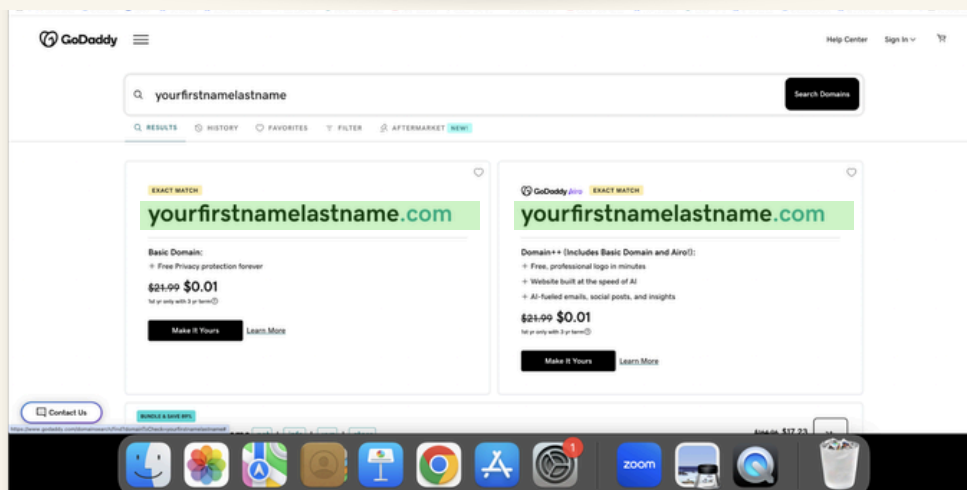 GoDaddy
Help Center Sign In
yourfirstnamelastname
Search Domains
RESULTS HISTORY FAVORITES FILTER AFTERMARKET NEW!
EXACT MATCH
yourfirstnamelastname.com
Basic Domain:
+ Free Privacy protection forever
$21.99 $0.01
1st yr only with 3 yr term
Make It Yours Learn More
GoDaddy Airo EXACT MATCH
yourfirstnamelastname.com
Domain++ (Includes Basic Domain and Airo!):
+ Free, professional logo in minutes
+ Website built at the speed of AI
+ AI-fueled emails, social posts, and insights
$21.99 $0.01
1st yr only with 3 yr term
Make It Yours Learn More
Contact Us
BUNDLE & SAVE 89%
$17.23
1
zoom